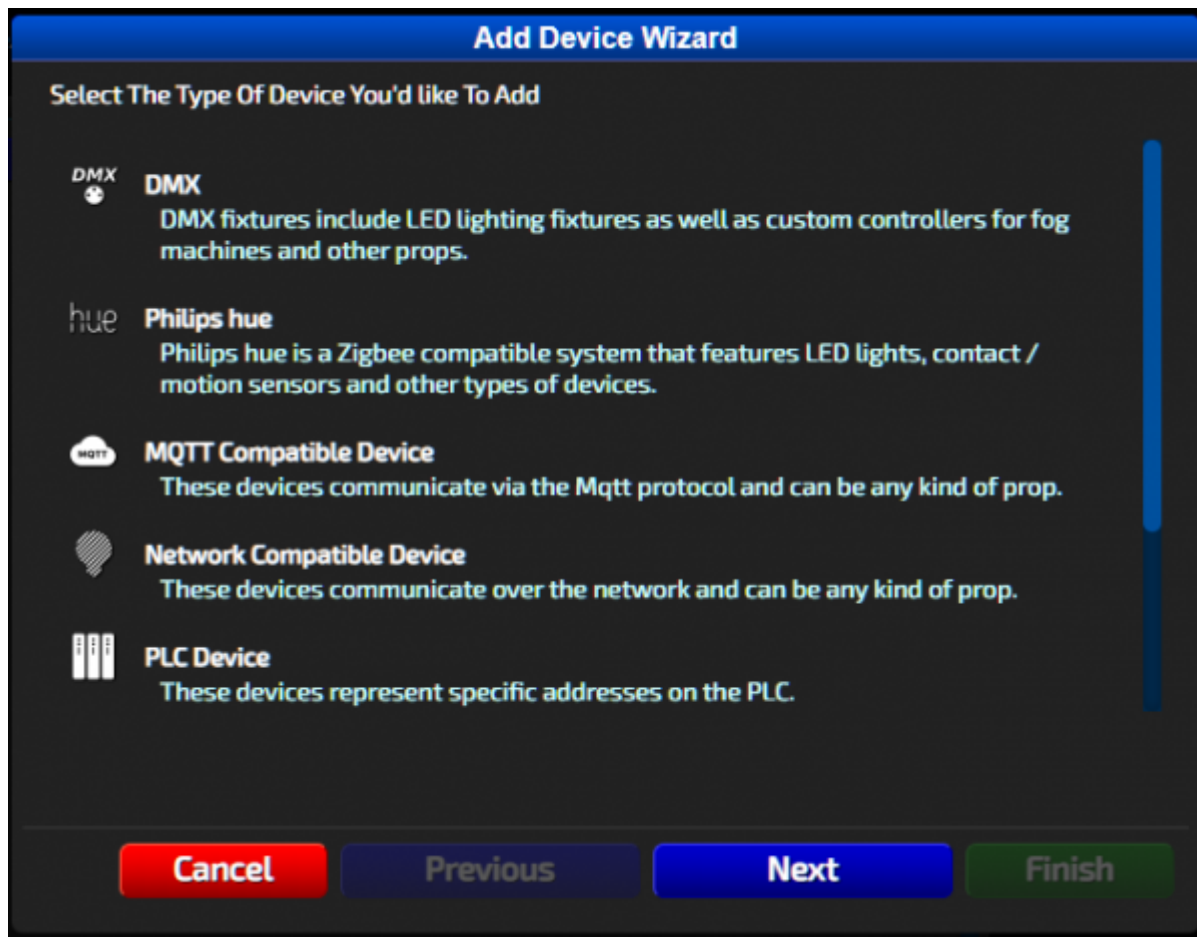 Add Device Wizard
Select The Type Of Device You'd like To Add
DMX
DMX
DMX fixtures include LED lighting fixtures as well as custom controllers for fog
machines and other props.
hue
Philips hue
Philips hue is a Zigbee compatible system that features LED lights, contact /
motion sensors and other types of devices.
MQTT
MQTT Compatible Device
These devices communicate via the Mqtt protocol and can be any kind of prop.
Network Compatible Device
These devices communicate over the network and can be any kind of prop.
PLC Device
These devices represent specific addresses on the PLC.
Cancel
Previous
Next
Finish